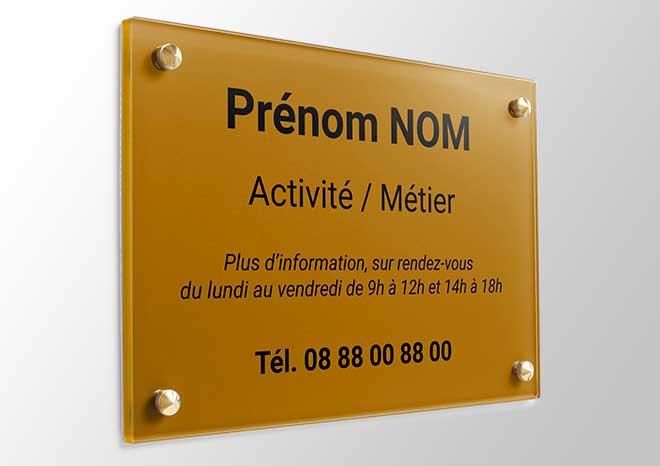 Prénom NOM
Activité / Métier
Plus d'information, sur rendez-vous
du lundi au vendredi de 9h à 12h et 14h à 18h
Tél. 08 88 00 88 00